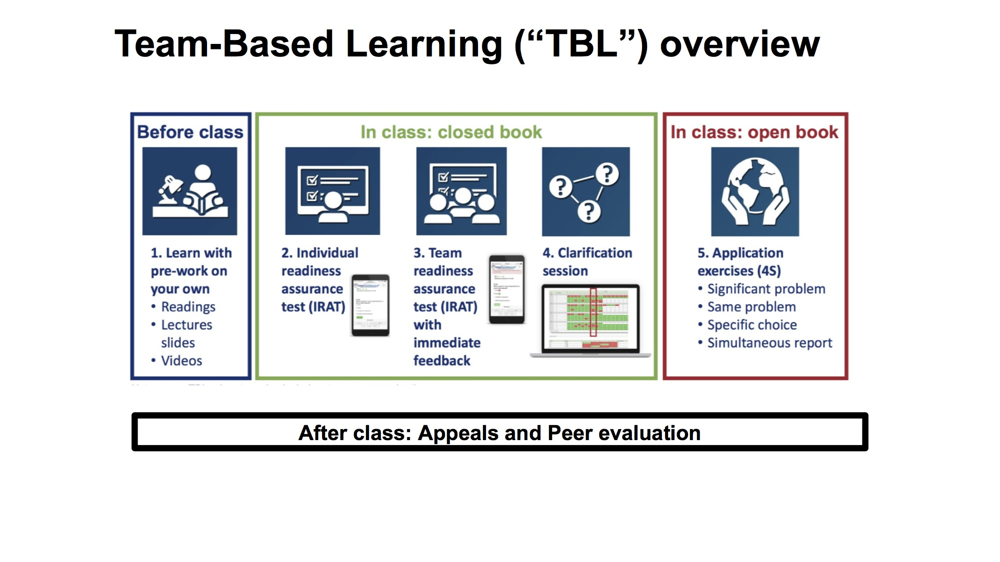 Team-Based Learning (“TBL”) overview
Before class
1. Learn with
pre-work on
your own
• Readings
• Lectures
slides
• Videos
In class: closed book
2. Individual
readiness
assurance
test (IRAT)
3. Team
readiness
assurance
test (IRAT)
with
immediate
feedback
4. Clarification
session
In class: open book
5. Application
exercises (4S)
• Significant problem
• Same problem
• Specific choice
• Simultaneous report
After class: Appeals and Peer evaluation